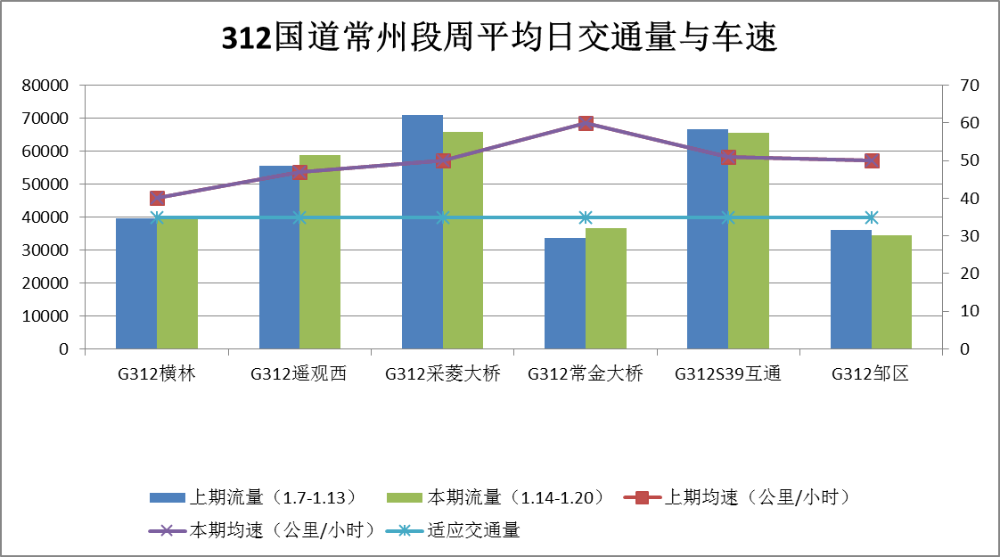 312国道常州段周平均日交通量与车速
80000
70000
60000
50000
40000
30000
20000
10000
0
70
60
50
40
30
20
10
0
G312横林
G312遥观西
G312采菱大桥
G312常金大桥
G312S39互通
G312邹区
上期流量（1.7-1.13）
本期流量（1.14-1.20）
上期均速（公里/小时）
本期均速（公里/小时）
适应交通量